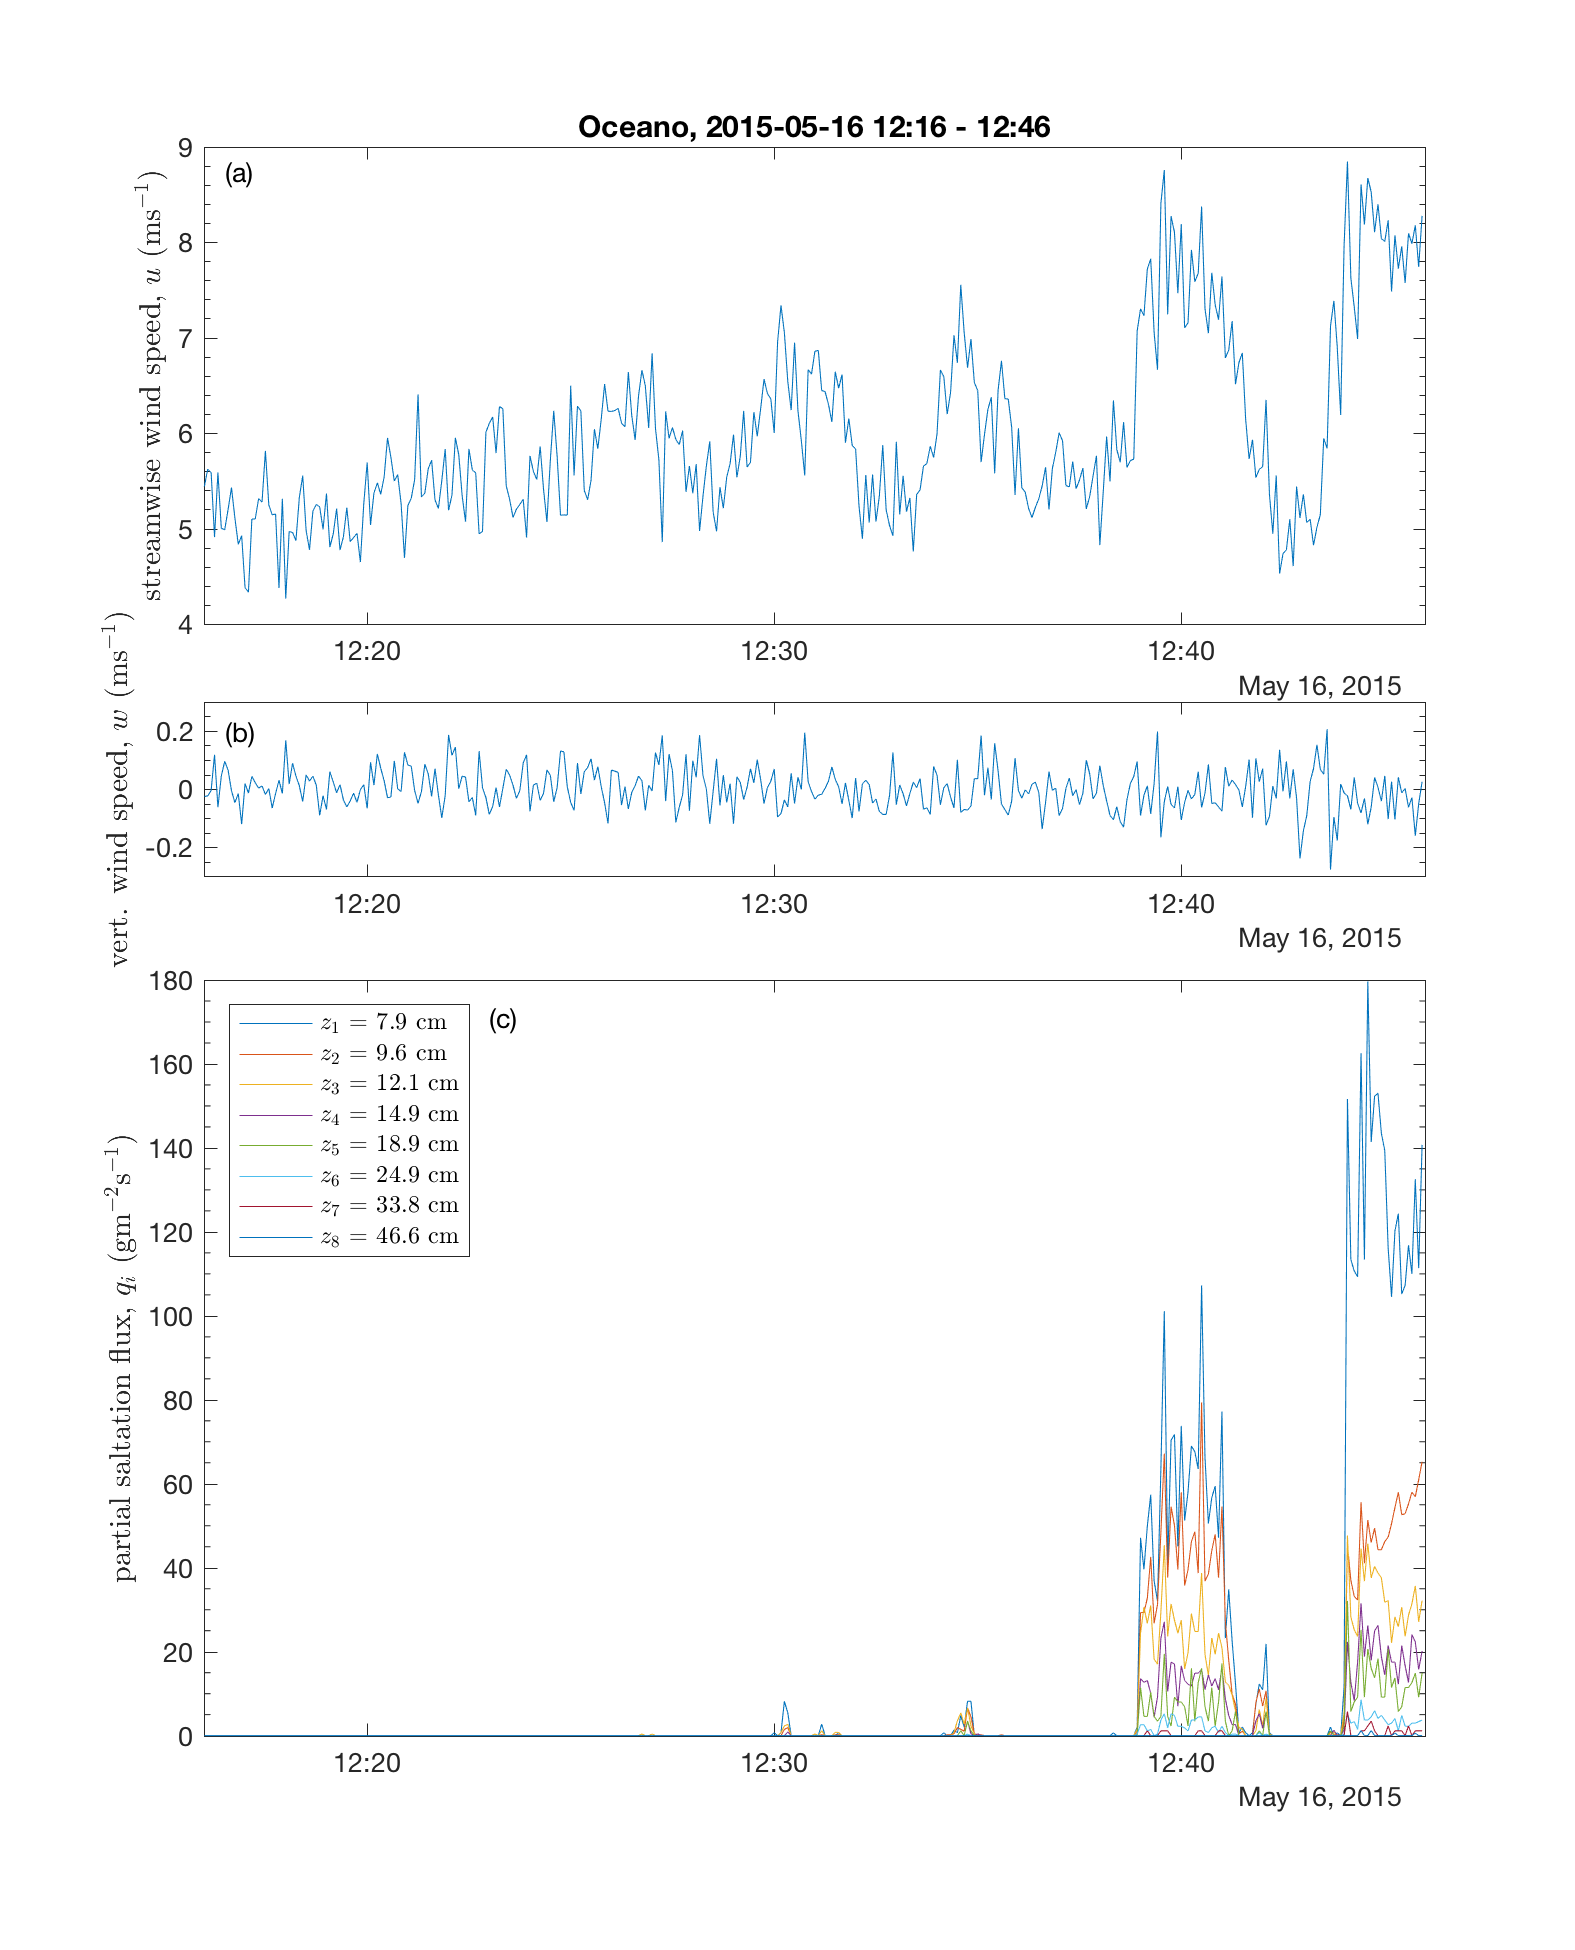 Oceano, 2015-05-16 12:16 - 12:46
(a)
streamwise wind speed, u (ms⁻¹)
9
8
7
6
5
4
12:20 12:30 12:40
May 16, 2015
(b)
vert. wind speed, w (ms⁻¹)
0.2
0
-0.2
12:20 12:30 12:40
May 16, 2015
(c)
partial saltation flux, qᵢ (gm⁻²s⁻¹)
180
160
140
120
100
80
60
40
20
0
z₁ = 7.9 cm
z₂ = 9.6 cm
z₃ = 12.1 cm
z₄ = 14.9 cm
z₅ = 18.9 cm
z₆ = 24.9 cm
z₇ = 33.8 cm
z₈ = 46.6 cm
12:20 12:30 12:40
May 16, 2015